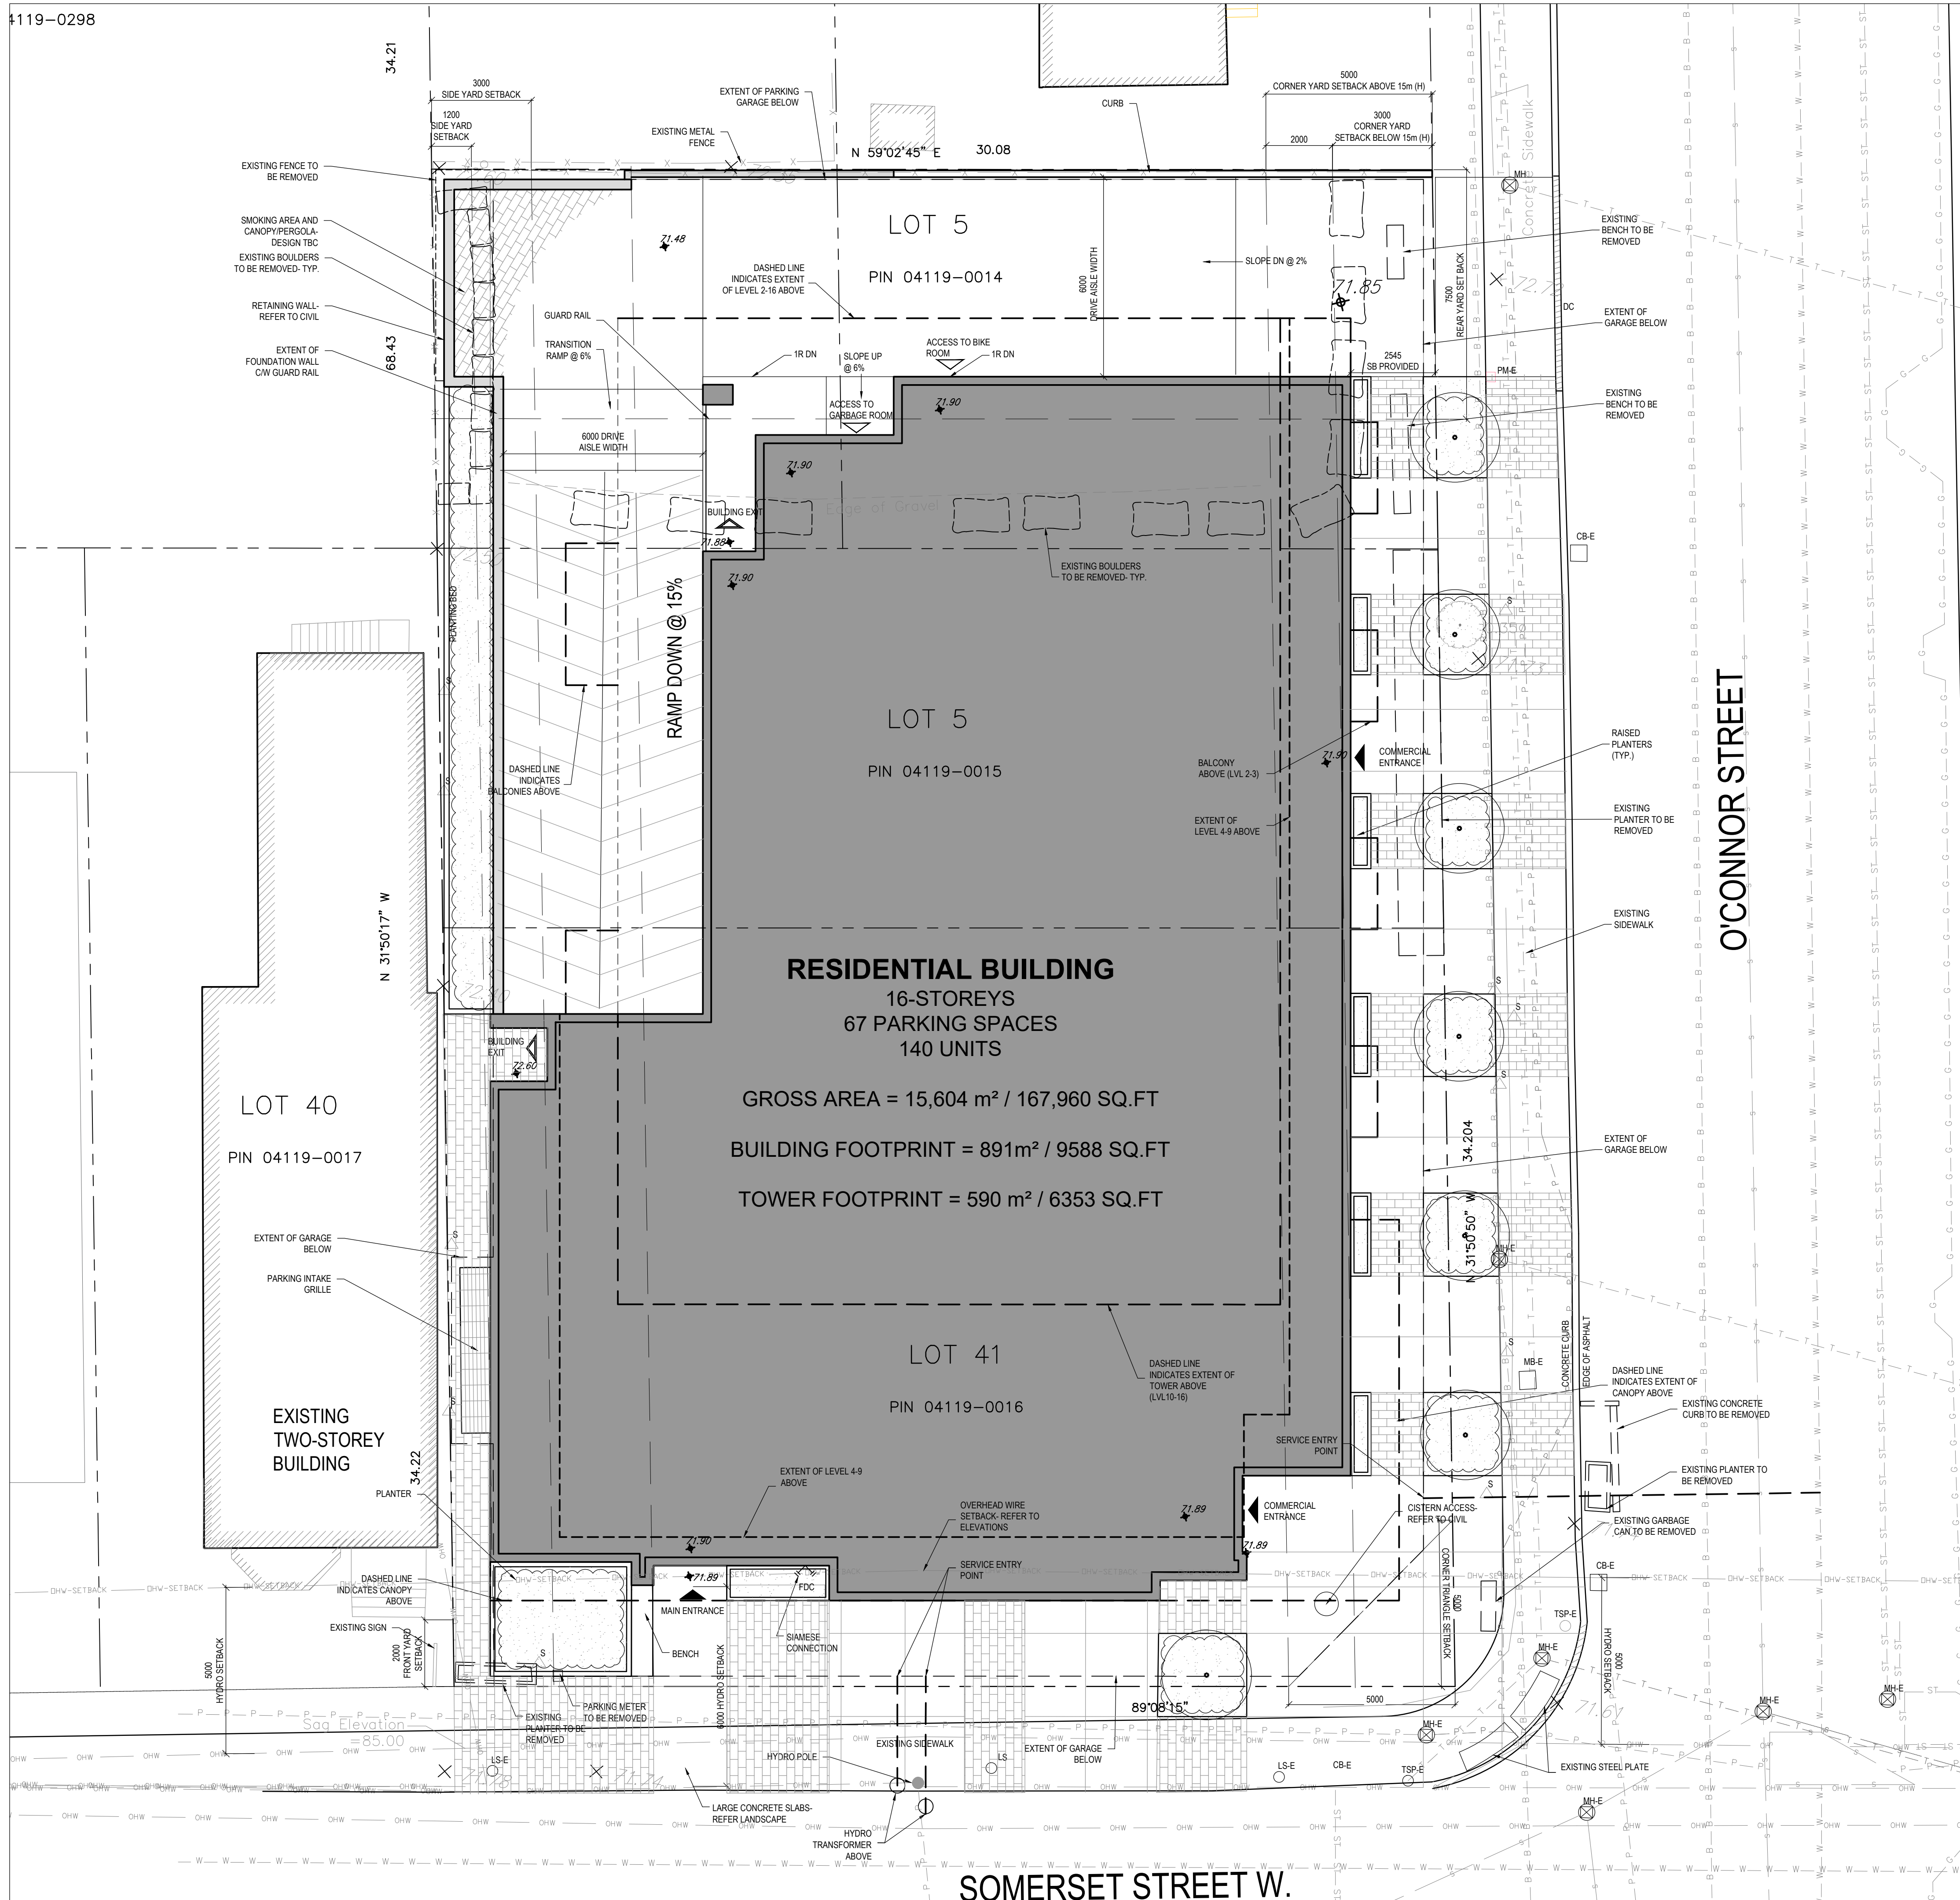 4119-0298
34.21
3000
SIDE YARD SETBACK
1200
SIDE YARD
SETBACK
EXTENT OF PARKING
GARAGE BELOW
EXISTING METAL
FENCE
N 59°02'45" E
30.08
CURB
5000
CORNER YARD SETBACK ABOVE 15m (H)
3000
CORNER YARD
SETBACK BELOW 15m (H)
2000
Concrete Sidewalk
MH
EXISTING FENCE TO
BE REMOVED
SMOKING AREA AND
CANOPY/PERGOLA-
DESIGN TBC
EXISTING BOULDERS
TO BE REMOVED- TYP.
RETAINING WALL-
REFER TO CIVIL
EXTENT OF
FOUNDATION WALL
C/W GUARD RAIL
68.43
71.48
LOT 5
PIN 04119-0014
DASHED LINE
INDICATES EXTENT
OF LEVEL 2-16 ABOVE
GUARD RAIL
TRANSITION
RAMP @ 6%
6000
DRIVE AISLE WIDTH
SLOPE DN @ 2%
71.85
7500
REAR YARD SET BACK
EXISTING
BENCH TO BE
REMOVED
72.72
DC
EXTENT OF
GARAGE BELOW
1R DN
SLOPE UP
@ 6%
ACCESS TO BIKE
ROOM
1R DN
2545
SB PROVIDED
PM-E
EXISTING
BENCH TO BE
REMOVED
ACCESS TO
GARBAGE ROOM
71.90
6000 DRIVE
AISLE WIDTH
71.90
Edge of Gravel
BUILDING EXIT
71.88
71.90
EXISTING BOULDERS
TO BE REMOVED- TYP.
CB-E
PLANTING BED
RAMP DOWN @ 15%
LOT 5
PIN 04119-0015
DASHED LINE
INDICATES
BALCONIES ABOVE
BALCONY
ABOVE (LVL 2-3)
71.90
COMMERCIAL
ENTRANCE
RAISED
PLANTERS
(TYP.)
EXTENT OF
LEVEL 4-9 ABOVE
EXISTING
PLANTER TO BE
REMOVED
O'CONNOR STREET
N 31°50'17" W
EXISTING
SIDEWALK
RESIDENTIAL BUILDING
16-STOREYS
67 PARKING SPACES
140 UNITS
GROSS AREA = 15,604 m² / 167,960 SQ.FT
BUILDING FOOTPRINT = 891m² / 9588 SQ.FT
TOWER FOOTPRINT = 590 m² / 6353 SQ.FT
BUILDING
EXIT
72.60
LOT 40
PIN 04119-0017
34.204
N 31°50'50" W
EXTENT OF
GARAGE BELOW
MH-E
EXTENT OF GARAGE
BELOW
PARKING INTAKE
GRILLE
LOT 41
PIN 04119-0016
DASHED LINE
INDICATES EXTENT OF
TOWER ABOVE
(LVL10-16)
MB-E
CONCRETE CURB
EDGE OF ASPHALT
DASHED LINE
INDICATES EXTENT OF
CANOPY ABOVE
EXISTING CONCRETE
CURB TO BE REMOVED
EXISTING
TWO-STOREY
BUILDING
34.22
PLANTER
EXTENT OF LEVEL 4-9
ABOVE
SERVICE ENTRY
POINT
EXISTING PLANTER TO
BE REMOVED
OVERHEAD WIRE
SETBACK- REFER TO
ELEVATIONS
71.89
COMMERCIAL
ENTRANCE
CISTERN ACCESS-
REFER TO CIVIL
EXISTING GARBAGE
CAN TO BE REMOVED
71.90
71.89
SERVICE ENTRY
POINT
CB-E
OHW-SETBACK
DASHED LINE
INDICATES CANOPY
ABOVE
71.89
MAIN ENTRANCE
FDC
CORNER TRIANGLE SETBACK
5000
TSP-E
EXISTING SIGN
5000
HYDRO SETBACK
2000
FRONT YARD
SETBACK
BENCH
SIAMESE
CONNECTION
6000 HYDRO SETBACK
MH-E
5000
HYDRO SETBACK
5000
89°08'15"
PARKING METER
TO BE REMOVED
EXISTING
PLANTER TO BE
REMOVED
Sag Elevation
=85.00
EXISTING SIDEWALK
EXTENT OF GARAGE
BELOW
MH-E
71.61
MH-E
MH-E
LS-E
HYDRO POLE
LS
LS-E
CB-E
TSP-E
EXISTING STEEL PLATE
MH-E
LARGE CONCRETE SLABS-
REFER LANDSCAPE
HYDRO
TRANSFORMER
ABOVE
SOMERSET STREET W.